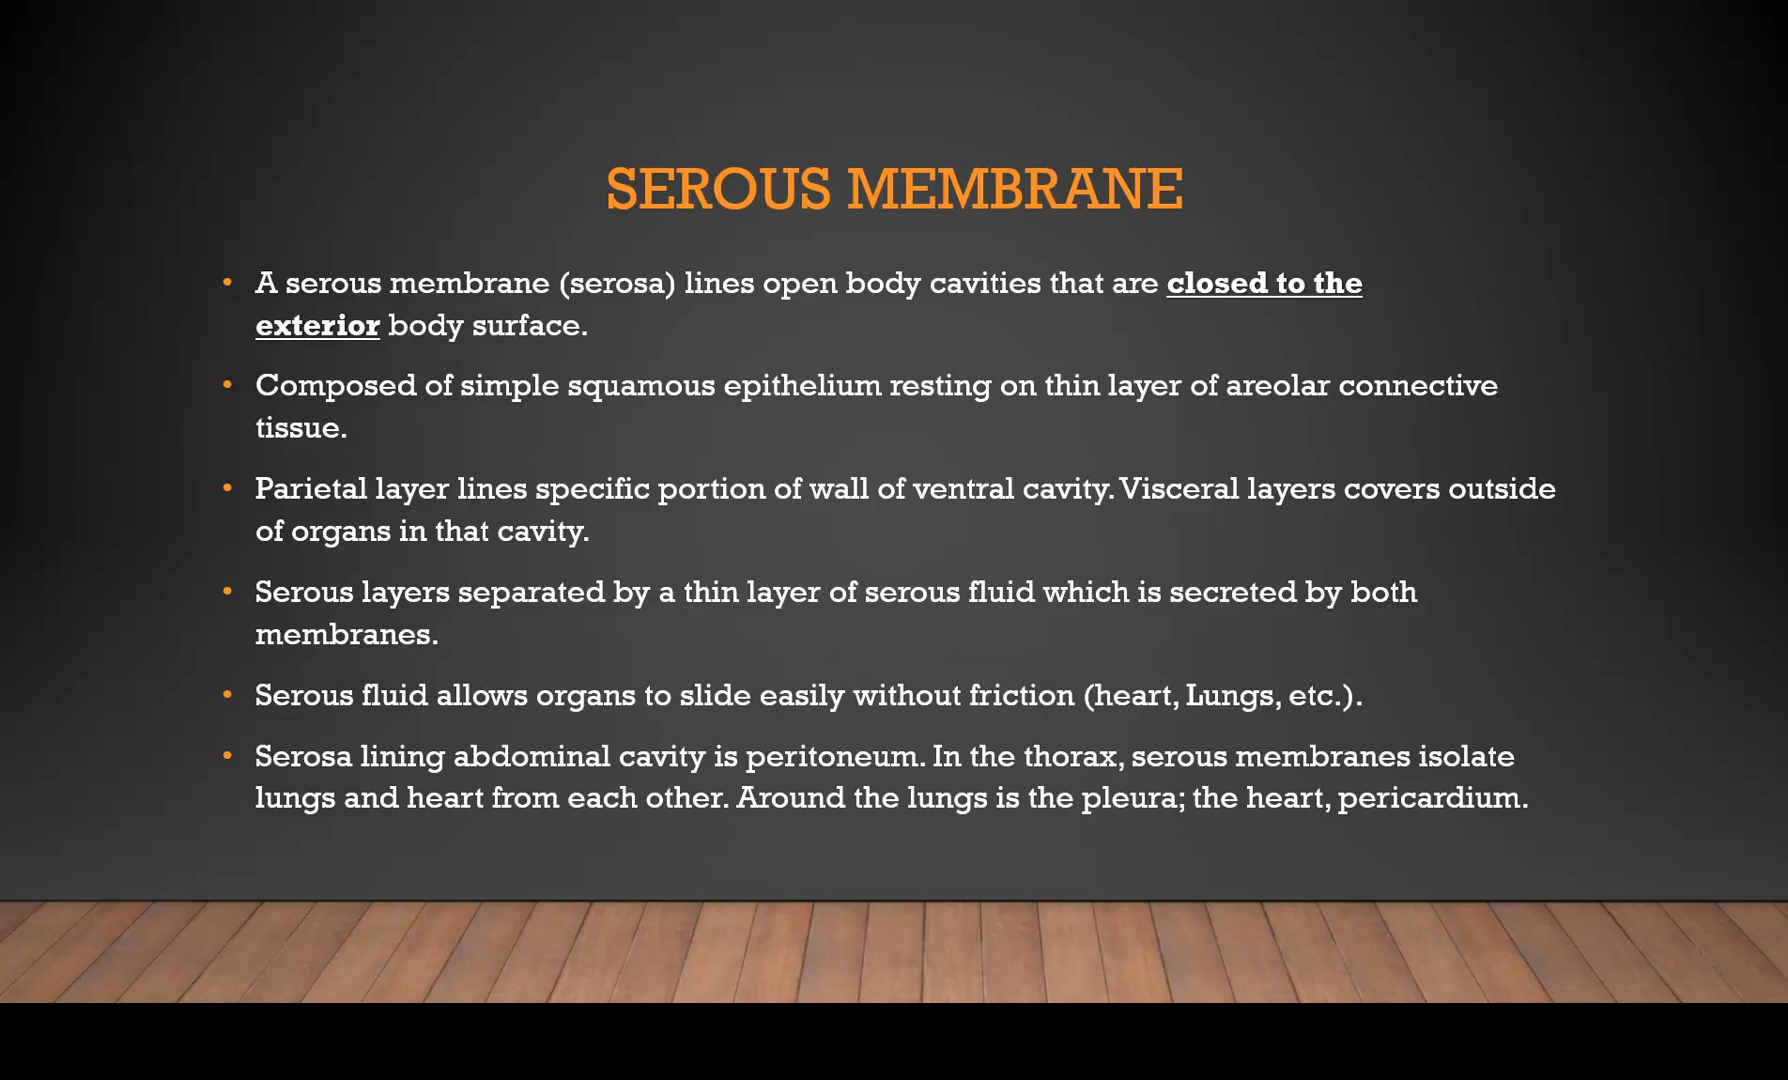 SEROUS MEMBRANE
• A serous membrane (serosa) lines open body cavities that are closed to the
exterior body surface.
• Composed of simple squamous epithelium resting on thin layer of areolar connective
tissue.
• Parietal layer lines specific portion of wall of ventral cavity. Visceral layers covers outside
of organs in that cavity.
• Serous layers separated by a thin layer of serous fluid which is secreted by both
membranes.
• Serous fluid allows organs to slide easily without friction (heart, Lungs, etc.).
• Serosa lining abdominal cavity is peritoneum. In the thorax, serous membranes isolate
lungs and heart from each other. Around the lungs is the pleura; the heart, pericardium.